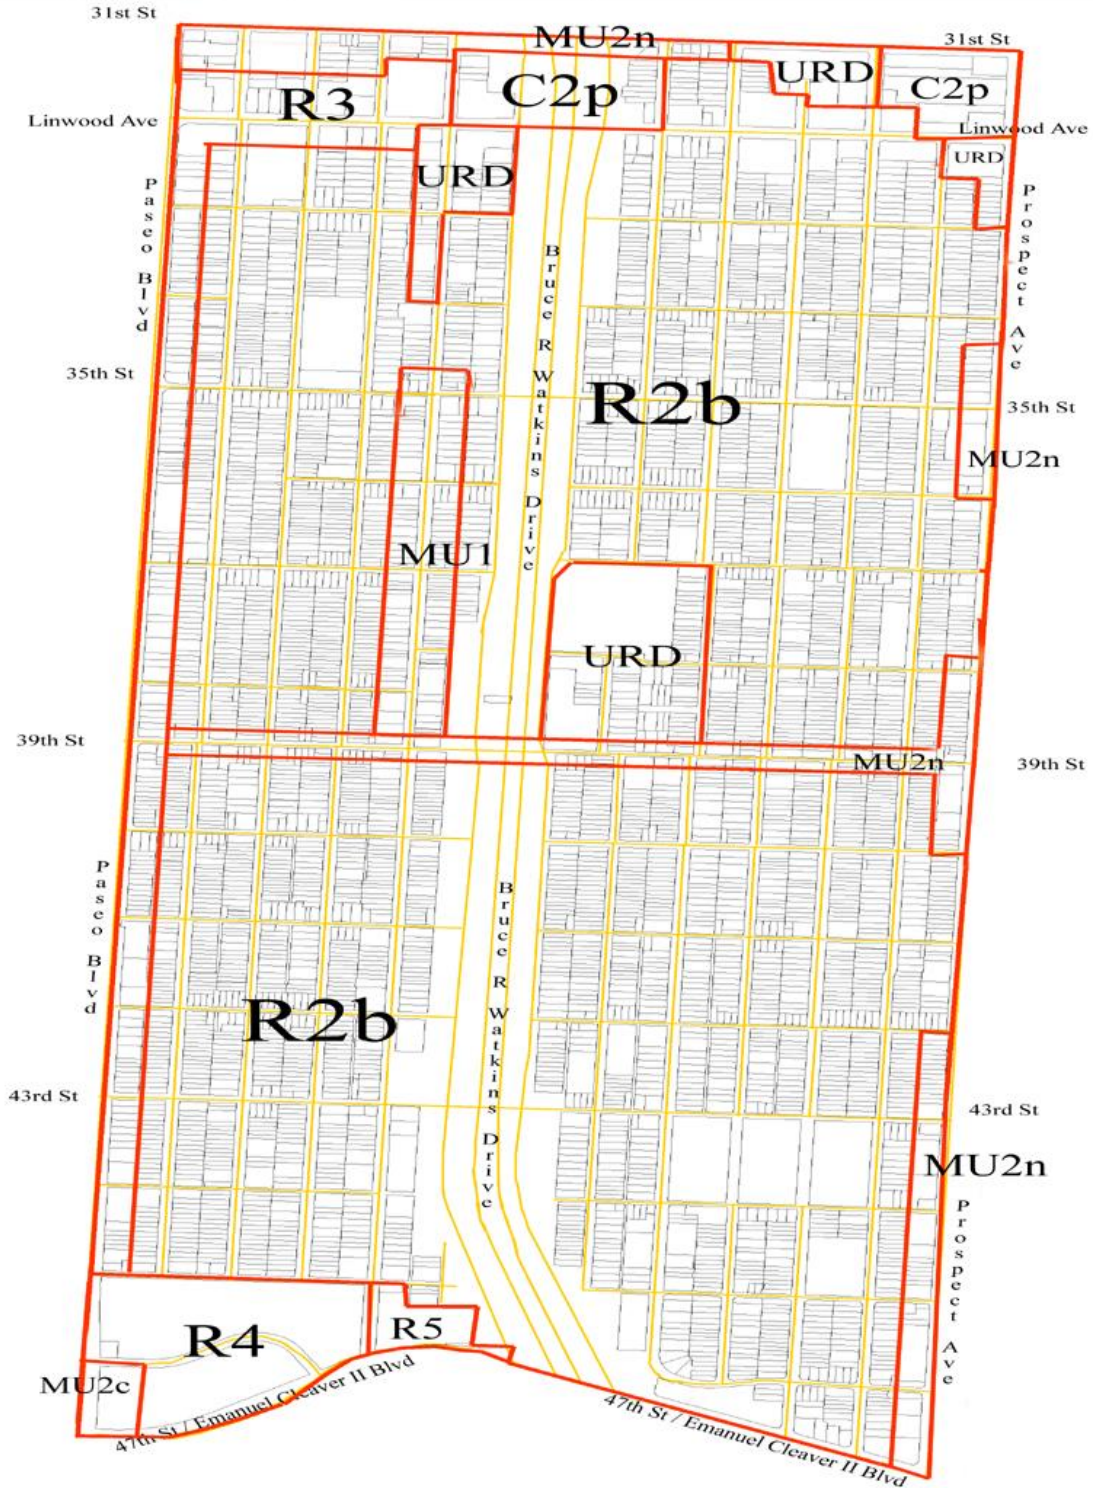 31st St
MU2n
31st St
URD
C2p
C2p
R3
Linwood Ave
Linwood Ave
URD
URD
Paseo Blvd
Prospect Ave
Bruce R Watkins Drive
35th St
R2b
35th St
MU2n
MU1
URD
39th St
MU2n
39th St
Paseo Blvd
Bruce R Watkins Drive
R2b
43rd St
43rd St
MU2n
Prospect Ave
R4
R5
MU2c
47th St / Emanuel Cleaver II Blvd
47th St / Emanuel Cleaver II Blvd